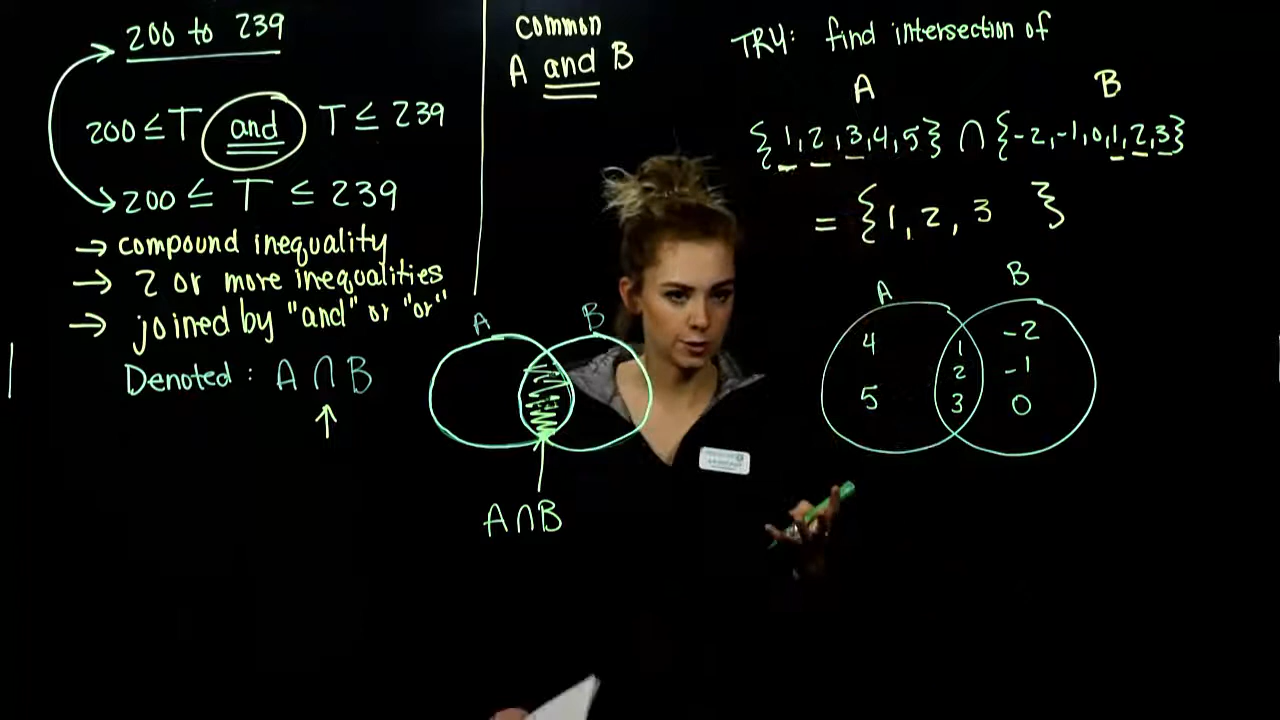 200 to 239
200 ≤ T and T ≤ 239
200 ≤ T ≤ 239
→ compound inequality
→ 2 or more inequalities
→ joined by "and" or "or"
Denoted: A ∩ B
↑
common
A and B
A B
A∩B
TRY: find intersection of
A B
{1, 2, 3, 4, 5} ∩ {-2, -1, 0, 1, 2, 3}
= {1, 2, 3 }
A B
4 1 -2
2 -1
5 3 0